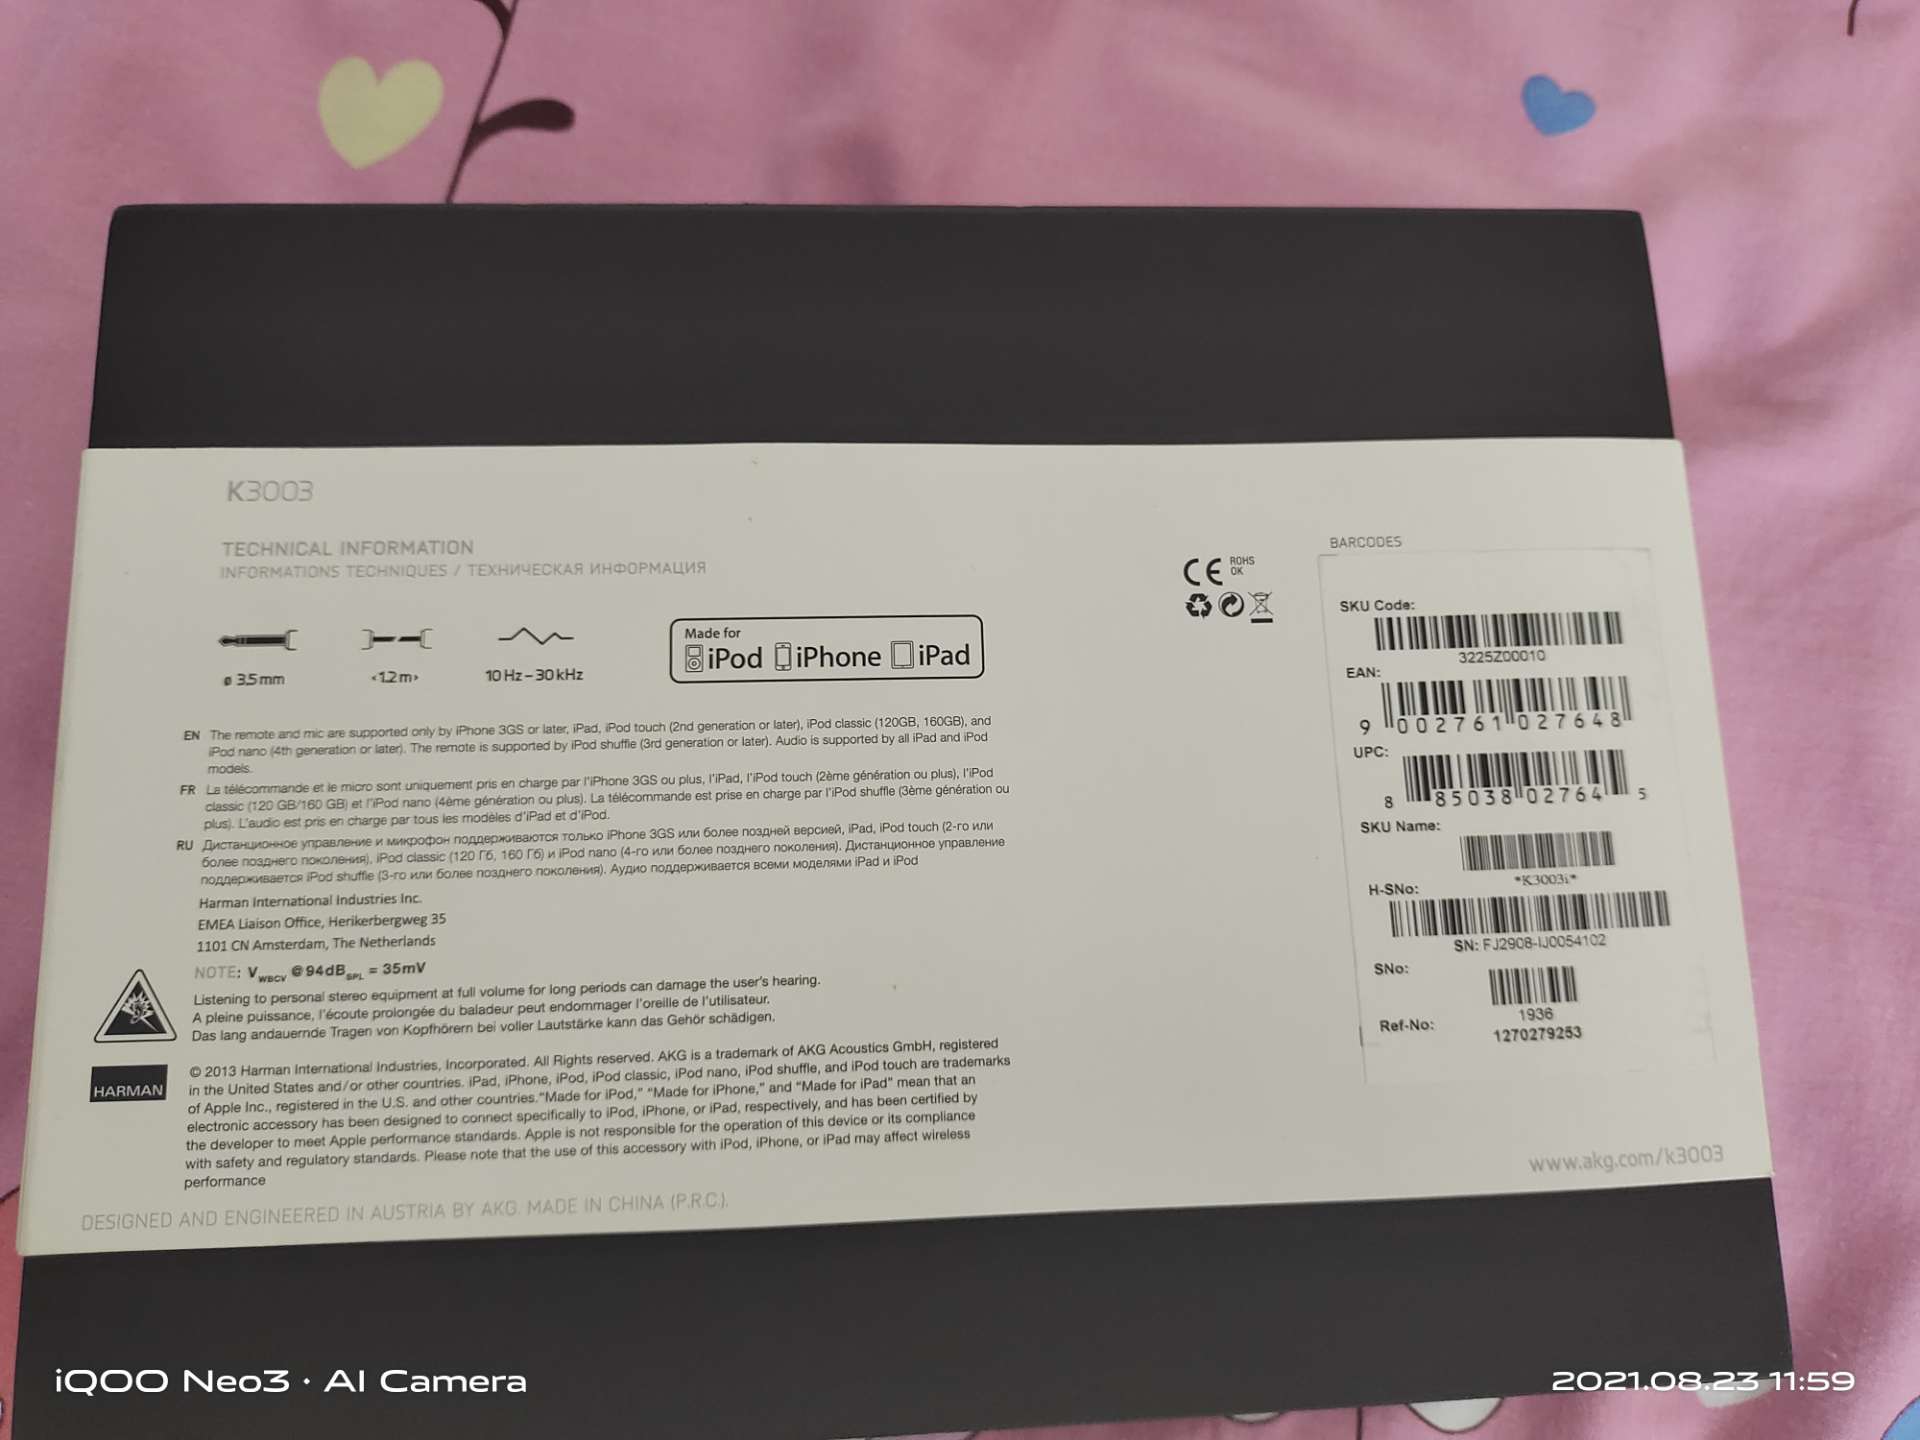 K3003
TECHNICAL INFORMATION
INFORMATIONS TECHNIQUES / ТЕХНИЧЕСКАЯ ИНФОРМАЦИЯ
ø 3.5 mm
<1.2 m>
10 Hz – 30 kHz
Made for
iPod iPhone iPad
EN The remote and mic are supported only by iPhone 3GS or later, iPad, iPod touch (2nd generation or later), iPod classic (120GB, 160GB), and
iPod nano (4th generation or later). The remote is supported by iPod shuffle (3rd generation or later). Audio is supported by all iPad and iPod
models.
FR La télécommande et le micro sont uniquement pris en charge par l'iPhone 3GS ou plus, l'iPad, l'iPod touch (2ème génération ou plus), l'iPod
classic (120 GB/160 GB) et l'iPod nano (4ème génération ou plus). La télécommande est prise en charge par l'iPod shuffle (3ème génération ou
plus). L'audio est pris en charge par tous les modèles d'iPad et d'iPod.
RU Дистанционное управление и микрофон поддерживаются только iPhone 3GS или более поздней версией, iPad, iPod touch (2-го или
более позднего поколения), iPod classic (120 Гб, 160 Гб) и iPod nano (4-го или более позднего поколения). Дистанционное управление
поддерживается iPod shuffle (3-го или более позднего поколения). Аудио поддерживается всеми моделями iPad и iPod
Harman International Industries Inc.
EMEA Liaison Office, Herikerbergweg 35
1101 CN Amsterdam, The Netherlands
NOTE: VWBCV @94dBSPL = 35mV
Listening to personal stereo equipment at full volume for long periods can damage the user's hearing.
A pleine puissance, l'écoute prolongée du baladeur peut endommager l'oreille de l'utilisateur.
Das lang andauernde Tragen von Kopfhörern bei voller Lautstärke kann das Gehör schädigen.
HARMAN
© 2013 Harman International Industries, Incorporated. All Rights reserved. AKG is a trademark of AKG Acoustics GmbH, registered
in the United States and/or other countries. iPad, iPhone, iPod, iPod classic, iPod nano, iPod shuffle, and iPod touch are trademarks
of Apple Inc., registered in the U.S. and other countries."Made for iPod," "Made for iPhone," and "Made for iPad" mean that an
electronic accessory has been designed to connect specifically to iPod, iPhone, or iPad, respectively, and has been certified by
the developer to meet Apple performance standards. Apple is not responsible for the operation of this device or its compliance
with safety and regulatory standards. Please note that the use of this accessory with iPod, iPhone, or iPad may affect wireless
performance
DESIGNED AND ENGINEERED IN AUSTRIA BY AKG. MADE IN CHINA (P.R.C.).
CE ROHS
OK
BARCODES
SKU Code:
3225Z00010
EAN:
9 002761 027648
UPC:
8 85038 02764 5
SKU Name:
*K3003i*
H-SNo:
SN: FJ2908-IJ0054102
SNo:
1936
Ref-No:
1270279253
www.akg.com/k3003
iQOO Neo3 · AI Camera
2021.08.23 11:59